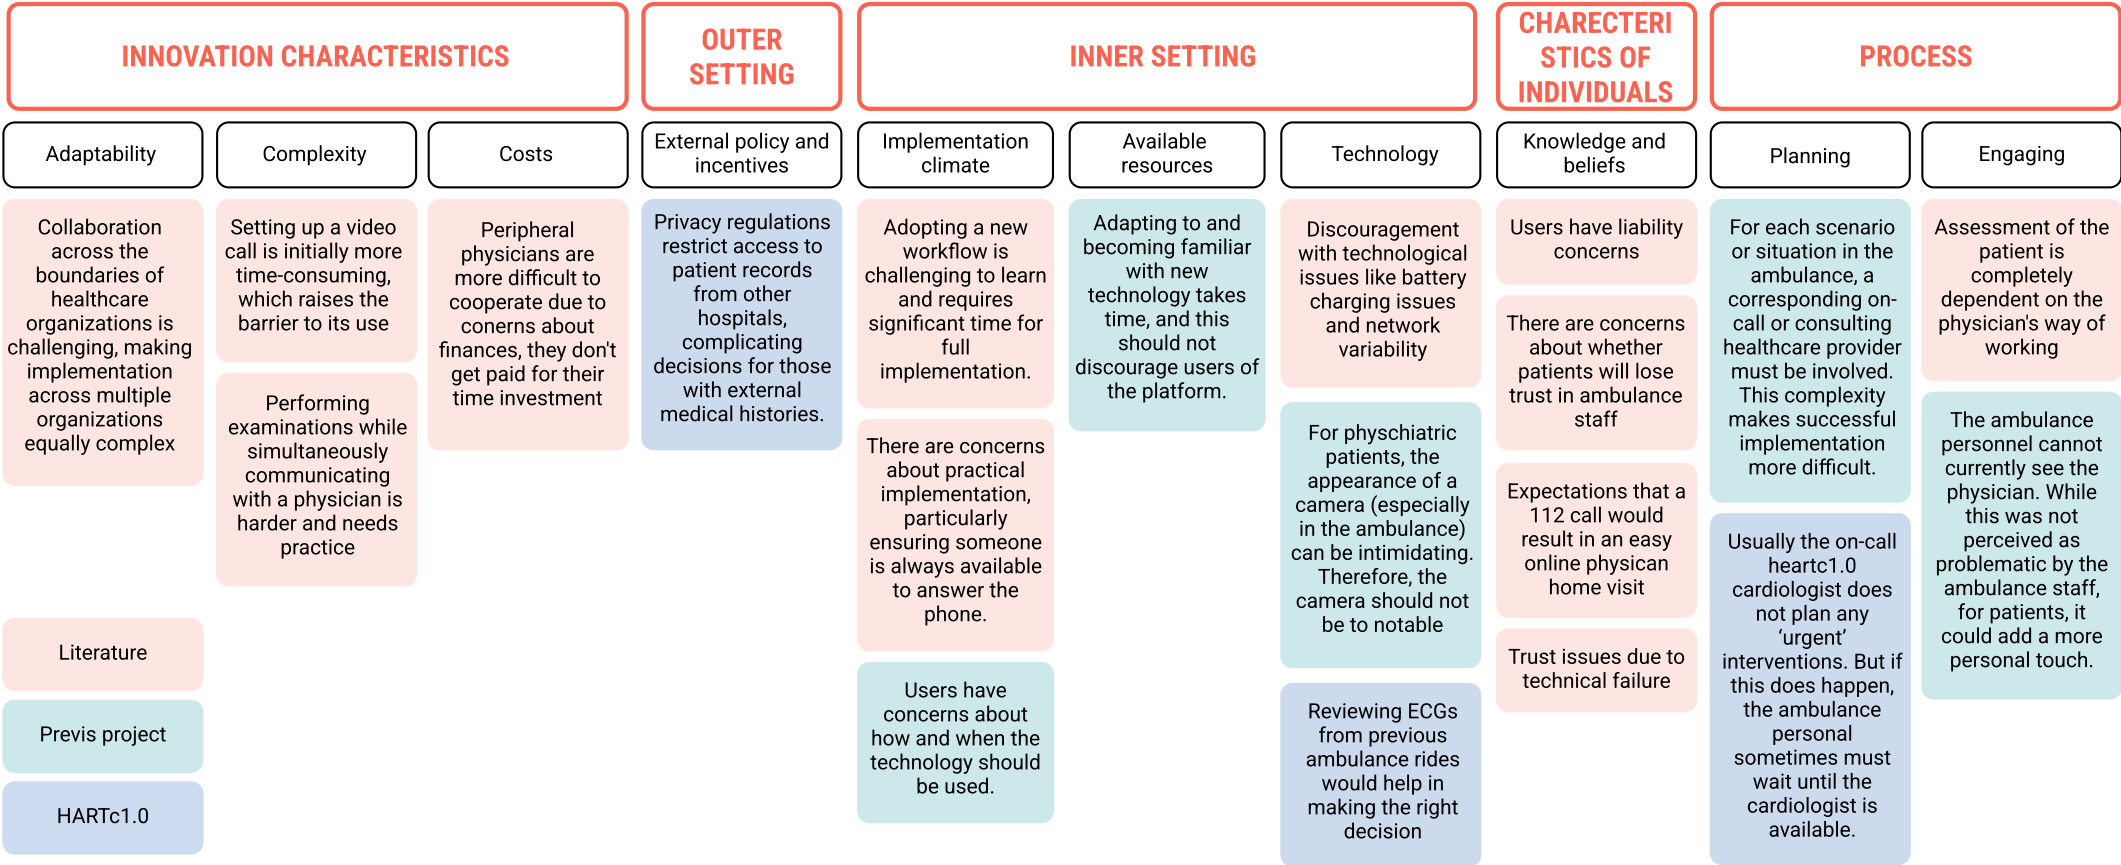 INNOVATION CHARACTERISTICS
OUTER
SETTING
INNER SETTING
CHARECTERI
STICS OF
INDIVIDUALS
PROCESS
Adaptability
Complexity
Costs
External policy and
incentives
Implementation
climate
Available
resources
Technology
Knowledge and
beliefs
Planning
Engaging
Collaboration
across the
boundaries of
healthcare
organizations is
challenging, making
implementation
across multiple
organizations
equally complex
Setting up a video
call is initially more
time-consuming,
which raises the
barrier to its use
Performing
examinations while
simultaneously
communicating
with a physician is
harder and needs
practice
Peripheral
physicians are
more difficult to
cooperate due to
conerns about
finances, they don't
get paid for their
time investment
Privacy regulations
restrict access to
patient records
from other
hospitals,
complicating
decisions for those
with external
medical histories.
Adopting a new
workflow is
challenging to learn
and requires
significant time for
full
implementation.
There are concerns
about practical
implementation,
particularly
ensuring someone
is always available
to answer the
phone.
Users have
concerns about
how and when the
technology should
be used.
Adapting to and
becoming familiar
with new
technology takes
time, and this
should not
discourage users of
the platform.
Discouragement
with technological
issues like battery
charging issues
and network
variability
For physchiatric
patients, the
appearance of a
camera (especially
in the ambulance)
can be intimidating.
Therefore, the
camera should not
be to notable
Reviewing ECGs
from previous
ambulance rides
would help in
making the right
decision
Users have liability
concerns
There are concerns
about whether
patients will lose
trust in ambulance
staff
Expectations that a
112 call would
result in an easy
online physican
home visit
Trust issues due to
technical failure
For each scenario
or situation in the
ambulance, a
corresponding on-
call or consulting
healthcare provider
must be involved.
This complexity
makes successful
implementation
more difficult.
Usually the on-call
heartc1.0
cardiologist does
not plan any
‘urgent’
interventions. But if
this does happen,
the ambulance
personal
sometimes must
wait until the
cardiologist is
available.
Assessment of the
patient is
completely
dependent on the
physician's way of
working
The ambulance
personnel cannot
currently see the
physician. While
this was not
perceived as
problematic by the
ambulance staff,
for patients, it
could add a more
personal touch.
Literature
Previs project
HARTc1.0